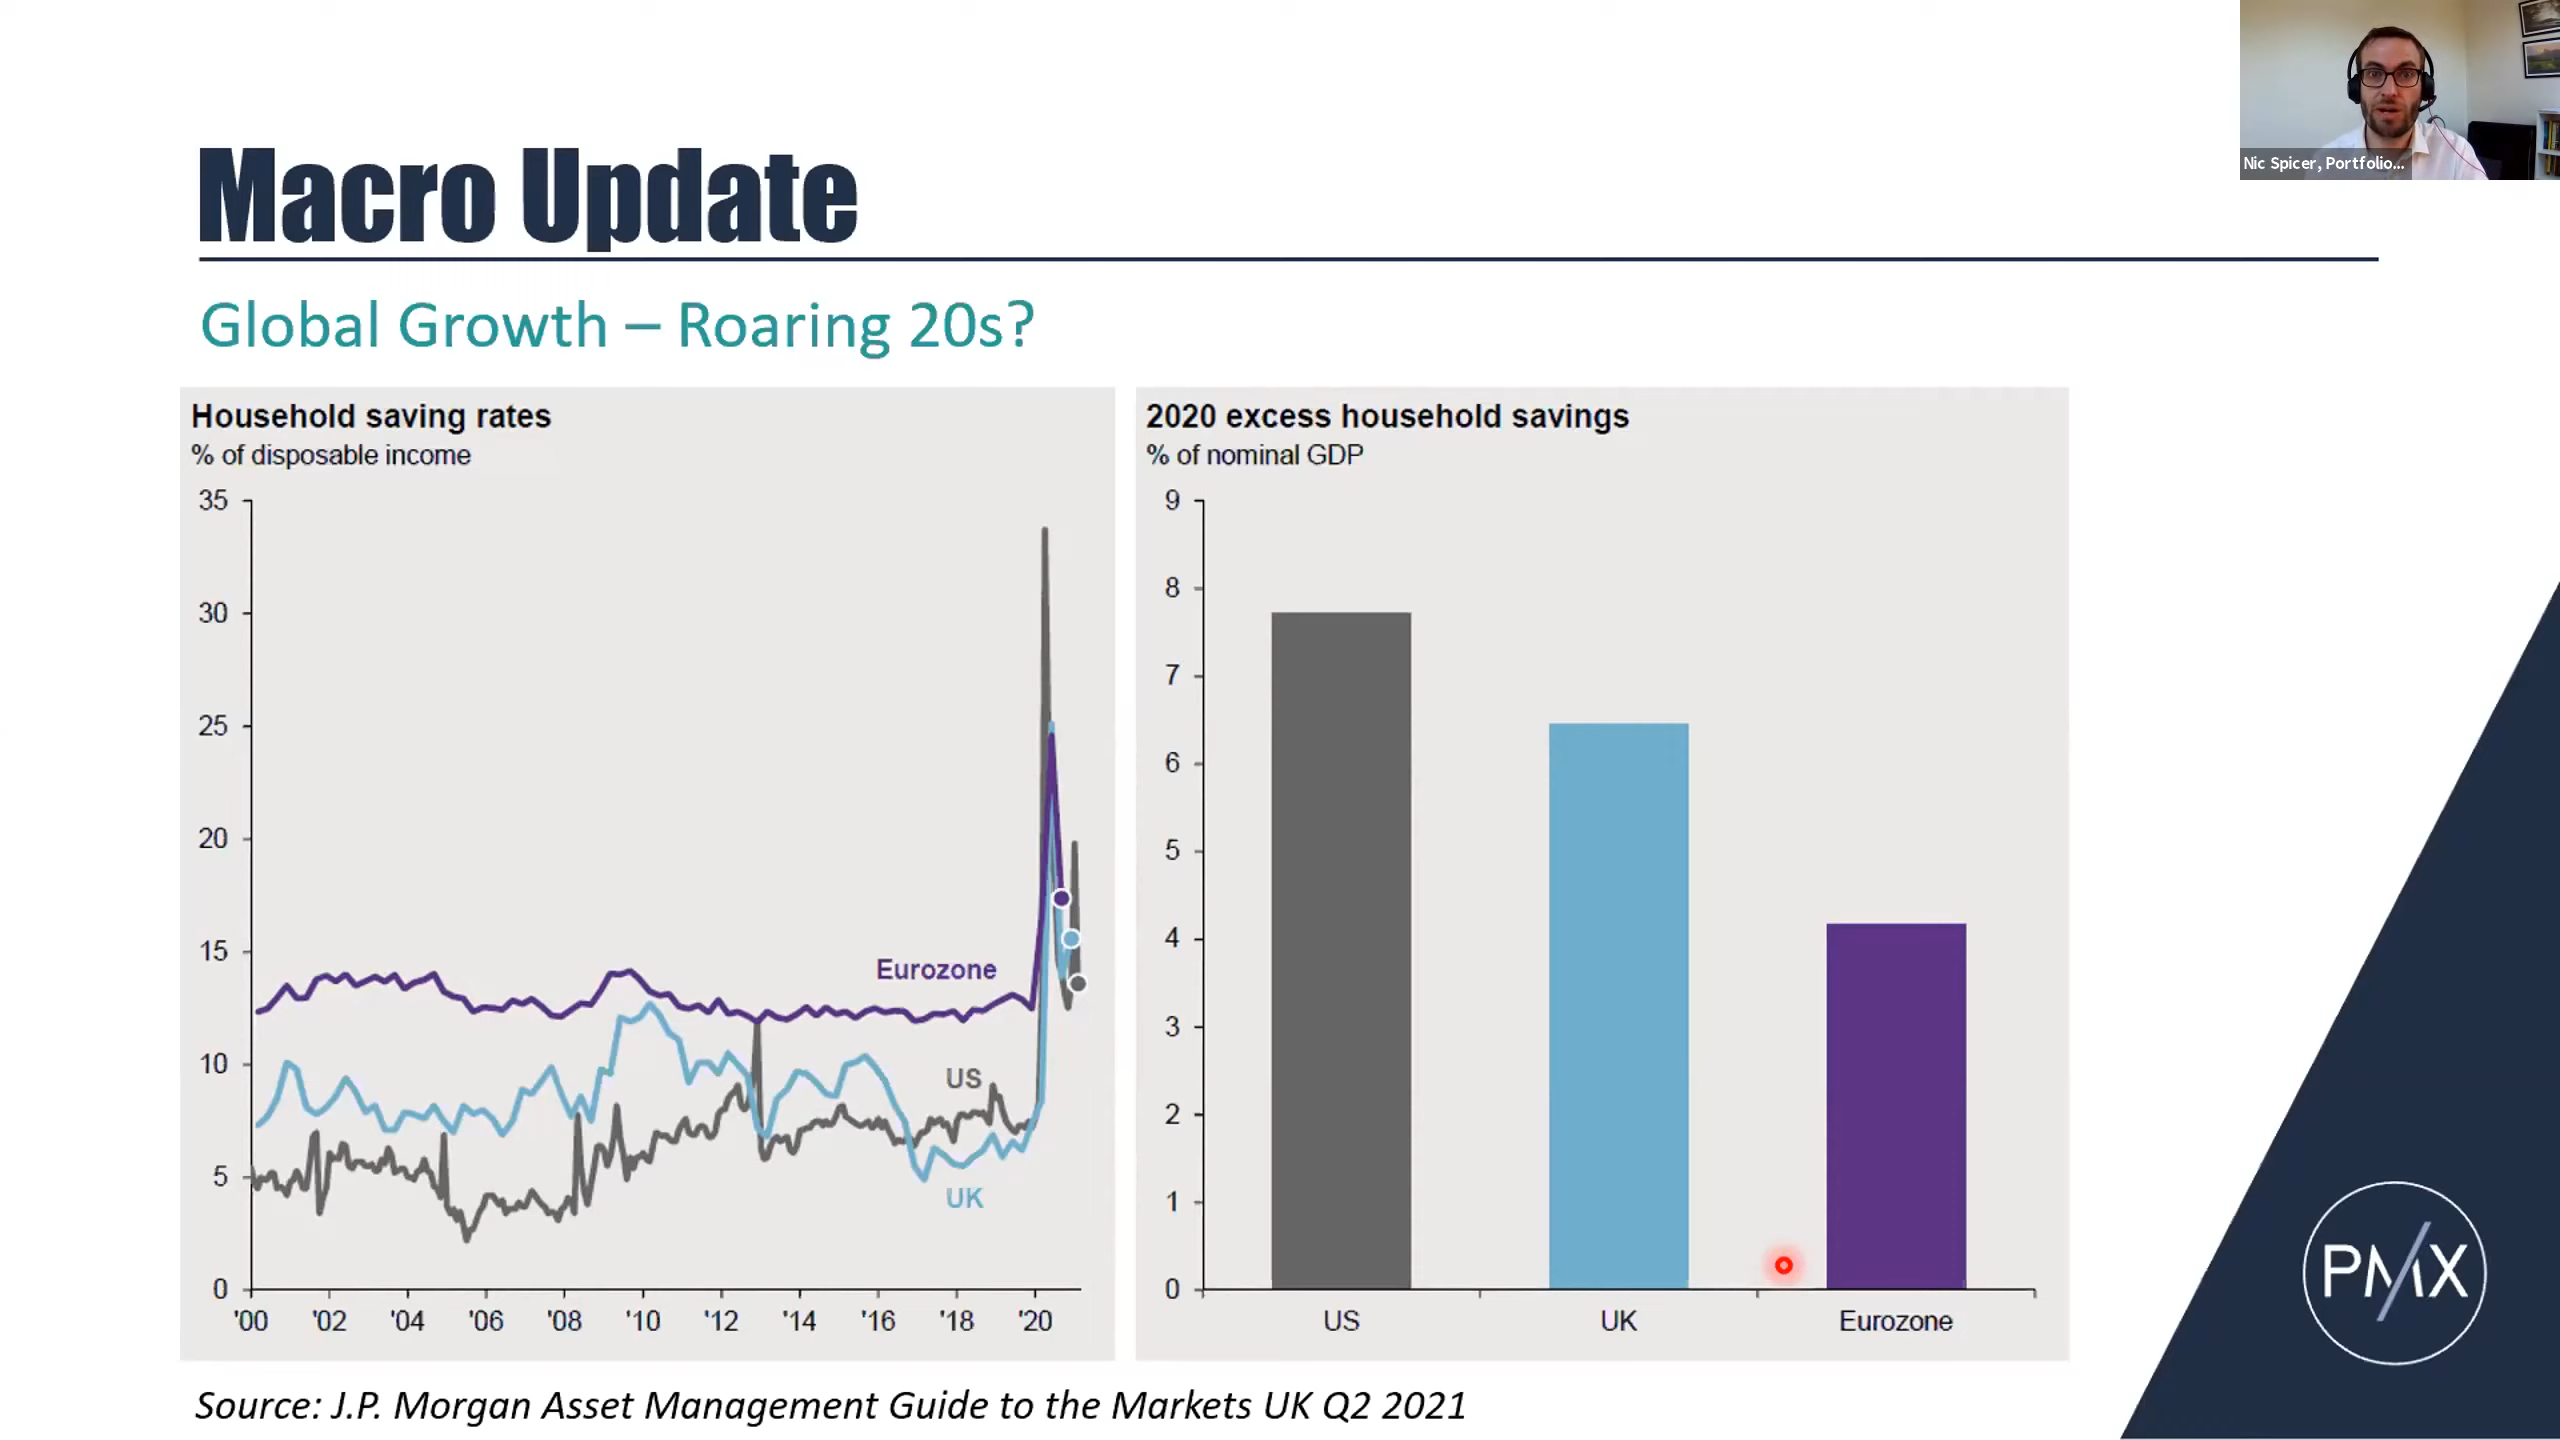 Nic Spicer, Portfolio...
Macro Update
Global Growth – Roaring 20s?
Household saving rates
% of disposable income
35
30
25
20
15
10
5
0
Eurozone
US
UK
'00 '02 '04 '06 '08 '10 '12 '14 '16 '18 '20
2020 excess household savings
% of nominal GDP
9
8
7
6
5
4
3
2
1
0
US UK Eurozone
PMX
Source: J.P. Morgan Asset Management Guide to the Markets UK Q2 2021